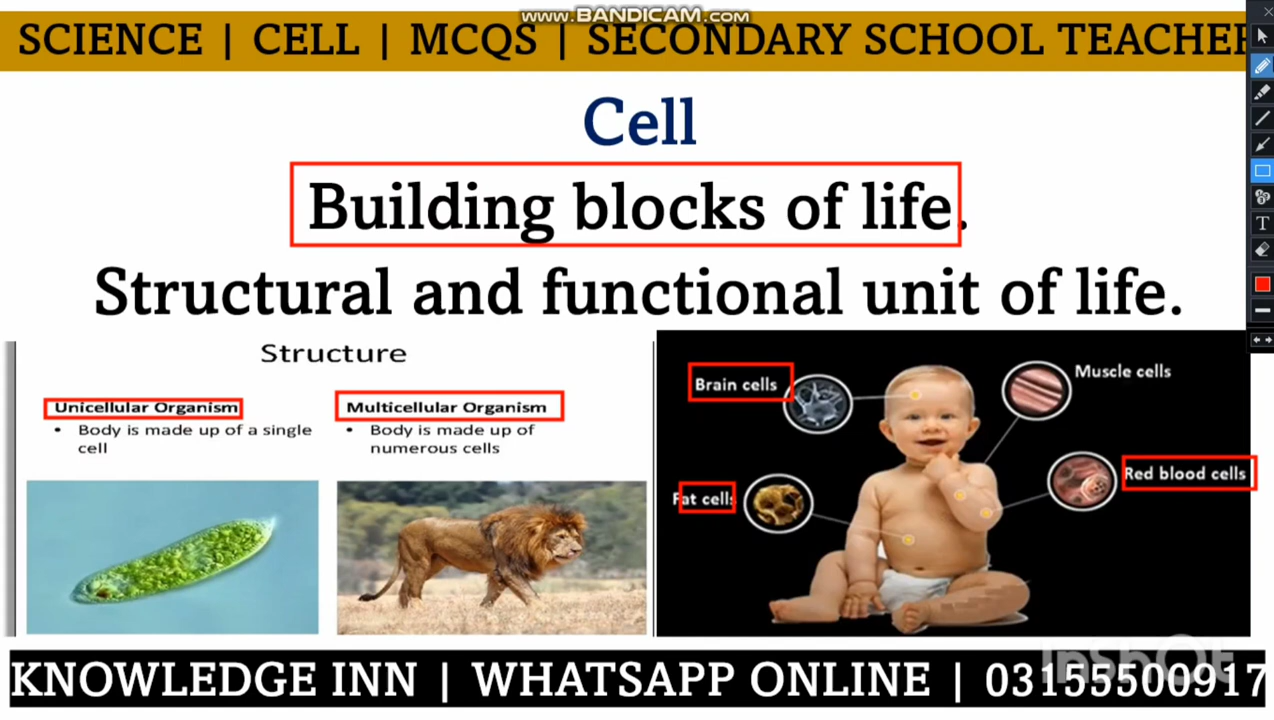 www.BANDICAM.com
SCIENCE | CELL | MCQS | SECONDARY SCHOOL TEACHER
Cell
Building blocks of life.
Structural and functional unit of life.
Structure
Unicellular Organism
• Body is made up of a single
cell
Multicellular Organism
• Body is made up of
numerous cells
Brain cells
Muscle cells
Fat cells
Red blood cells
InShOt
KNOWLEDGE INN | WHATSAPP ONLINE | 03155500917